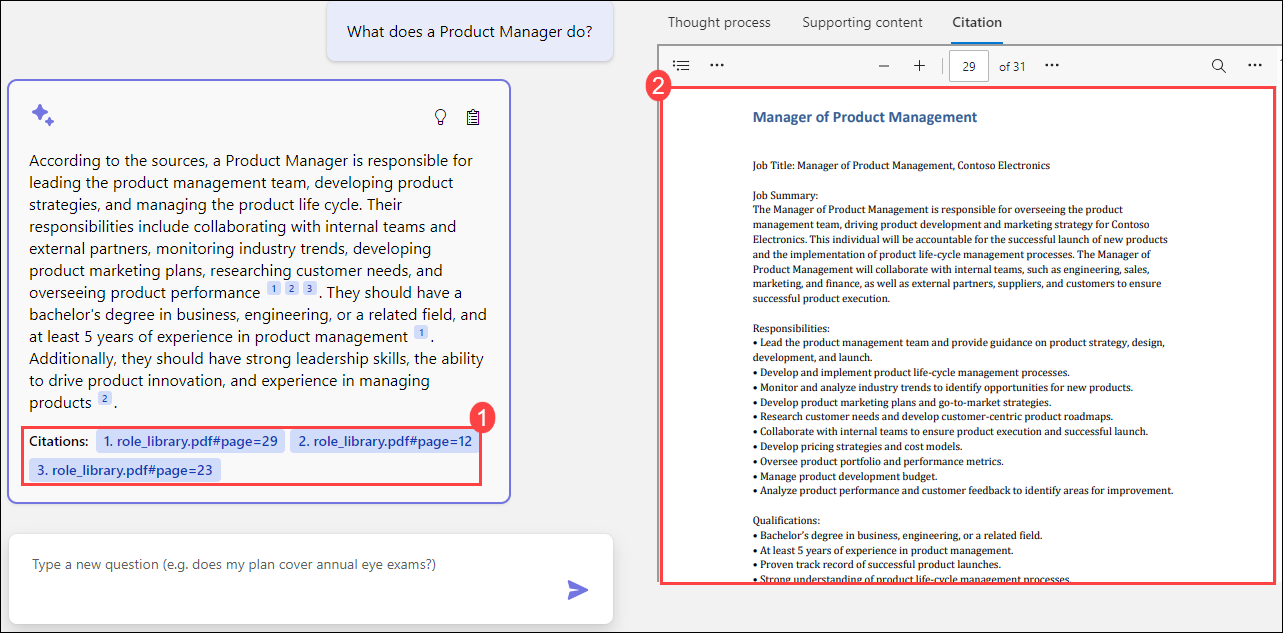 What does a Product Manager do?
According to the sources, a Product Manager is responsible for
leading the product management team, developing product
strategies, and managing the product life cycle. Their
responsibilities include collaborating with internal teams and
external partners, monitoring industry trends, developing
product marketing plans, researching customer needs, and
overseeing product performance 1 2 3 . They should have a
bachelor's degree in business, engineering, or a related field, and
at least 5 years of experience in product management 1 .
Additionally, they should have strong leadership skills, the ability
to drive product innovation, and experience in managing
products 2 .
1
Citations: 1. role_library.pdf#page=29 2. role_library.pdf#page=12
3. role_library.pdf#page=23
Type a new question (e.g. does my plan cover annual eye exams?)
Thought process Supporting content Citation
29 of 31
2
Manager of Product Management
Job Title: Manager of Product Management, Contoso Electronics
Job Summary:
The Manager of Product Management is responsible for overseeing the product
management team, driving product development and marketing strategy for Contoso
Electronics. This individual will be accountable for the successful launch of new products
and the implementation of product life-cycle management processes. The Manager of
Product Management will collaborate with internal teams, such as engineering, sales,
marketing, and finance, as well as external partners, suppliers, and customers to ensure
successful product execution.
Responsibilities:
• Lead the product management team and provide guidance on product strategy, design,
development, and launch.
• Develop and implement product life-cycle management processes.
• Monitor and analyze industry trends to identify opportunities for new products.
• Develop product marketing plans and go-to-market strategies.
• Research customer needs and develop customer-centric product roadmaps.
• Collaborate with internal teams to ensure product execution and successful launch.
• Develop pricing strategies and cost models.
• Oversee product portfolio and performance metrics.
• Manage product development budget.
• Analyze product performance and customer feedback to identify areas for improvement.
Qualifications:
• Bachelor's degree in business, engineering, or a related field.
• At least 5 years of experience in product management.
• Proven track record of successful product launches.
• Strong understanding of product life-cycle management processes.